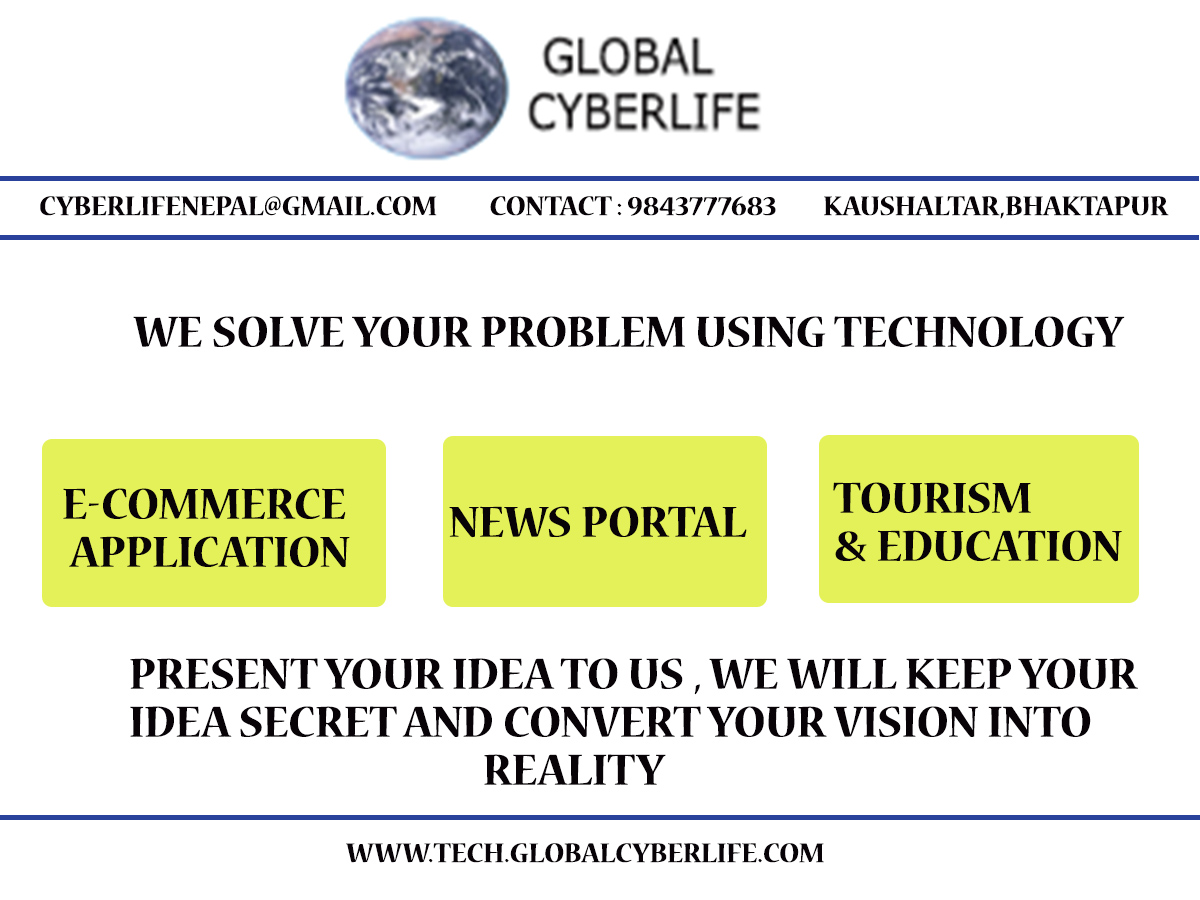 GLOBAL
CYBERLIFE
CYBERLIFENEPAL@GMAIL.COM CONTACT : 9843777683 KAUSHALTAR,BHAKTAPUR
WE SOLVE YOUR PROBLEM USING TECHNOLOGY
E-COMMERCE
APPLICATION
NEWS PORTAL
TOURISM
& EDUCATION
PRESENT YOUR IDEA TO US , WE WILL KEEP YOUR
IDEA SECRET AND CONVERT YOUR VISION INTO
REALITY
WWW.TECH.GLOBALCYBERLIFE.COM